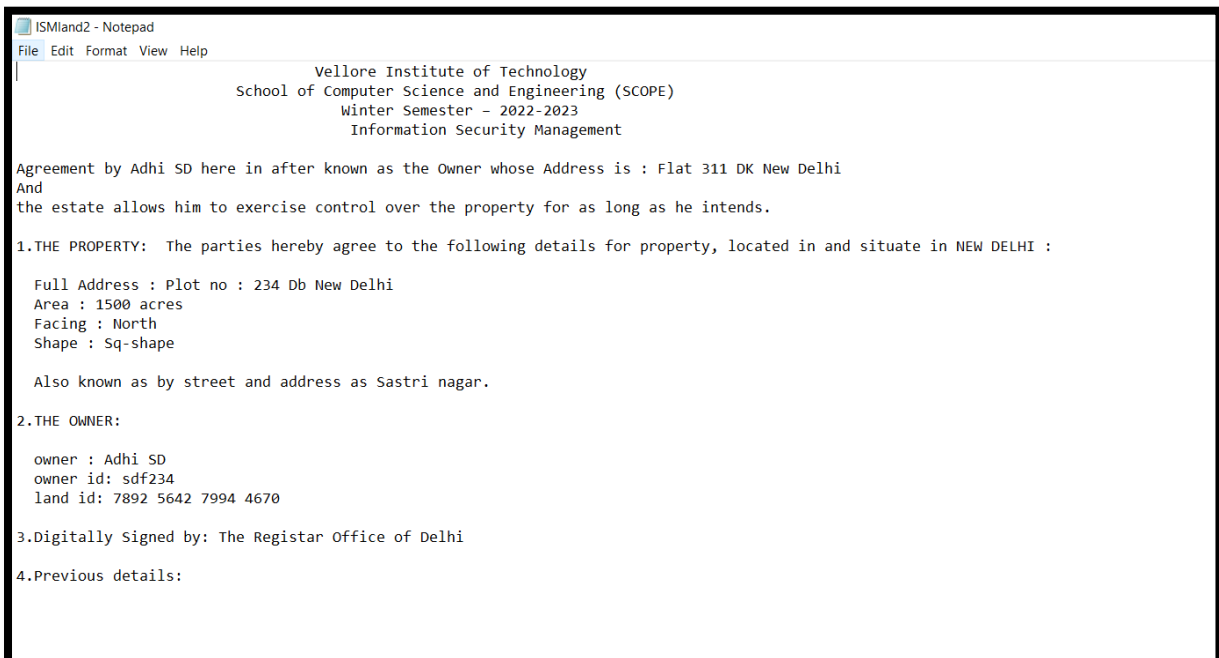 ISMland2 - Notepad
File Edit Format View Help
Vellore Institute of Technology
School of Computer Science and Engineering (SCOPE)
Winter Semester – 2022-2023
Information Security Management
Agreement by Adhi SD here in after known as the Owner whose Address is : Flat 311 DK New Delhi
And
the estate allows him to exercise control over the property for as long as he intends.
1.THE PROPERTY:  The parties hereby agree to the following details for property, located in and situate in NEW DELHI :
Full Address : Plot no : 234 Db New Delhi
Area : 1500 acres
Facing : North
Shape : Sq-shape
Also known as by street and address as Sastri nagar.
2.THE OWNER:
owner : Adhi SD
owner id: sdf234
land id: 7892 5642 7994 4670
3.Digitally Signed by: The Registar Office of Delhi
4.Previous details: